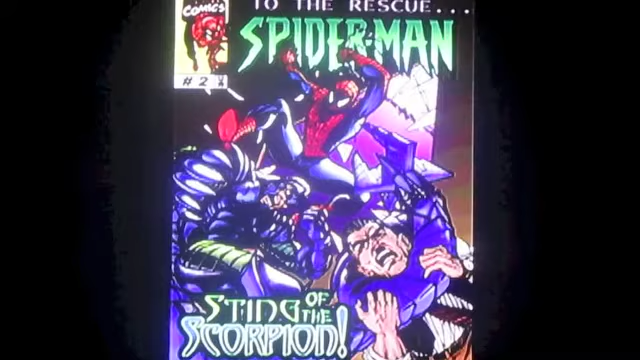 TO THE RESCUE...
COMICS
SPIDER-MAN
#2
STING OF THE
SCORPION!